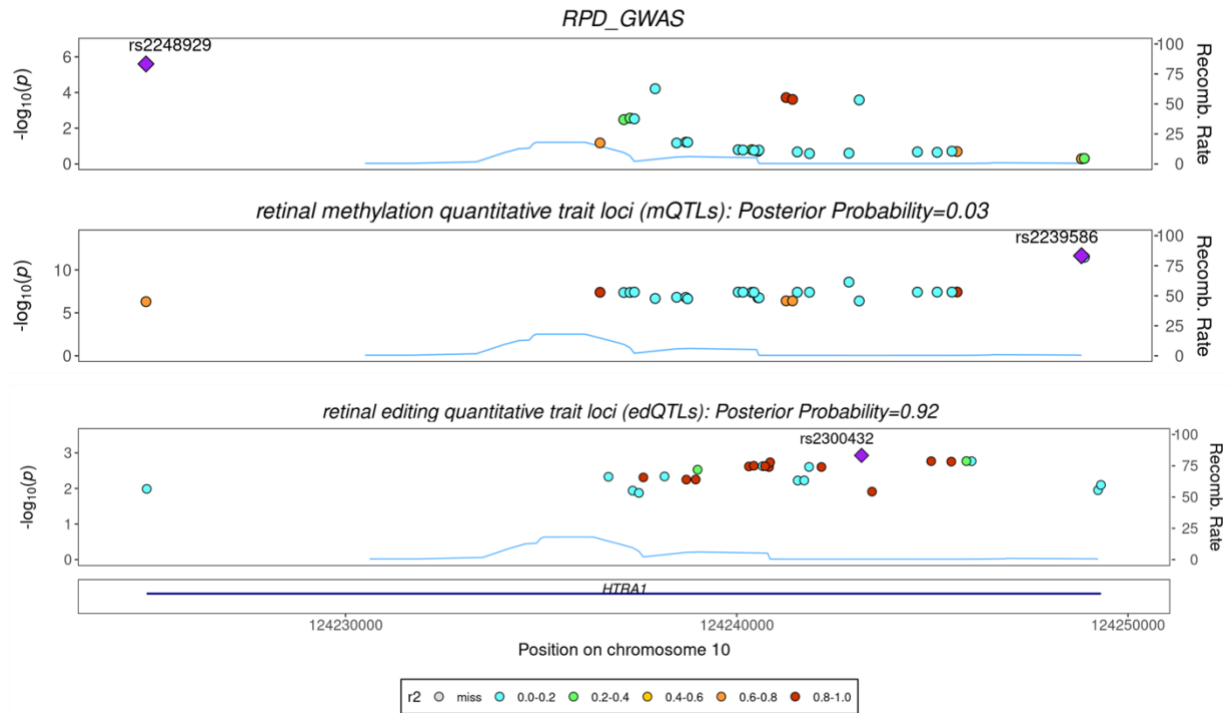 RPD_GWAS
rs2248929
-log10(p)
6
4
2
0
100
75
50
25
0
Recomb. Rate
retinal methylation quantitative trait loci (mQTLs): Posterior Probability=0.03
rs2239586
-log10(p)
10
5
0
100
75
50
25
0
Recomb. Rate
retinal editing quantitative trait loci (edQTLs): Posterior Probability=0.92
rs2300432
-log10(p)
3
2
1
0
100
75
50
25
0
Recomb. Rate
HTRA1
124230000 124240000 124250000
Position on chromosome 10
r2 miss 0.0-0.2 0.2-0.4 0.4-0.6 0.6-0.8 0.8-1.0